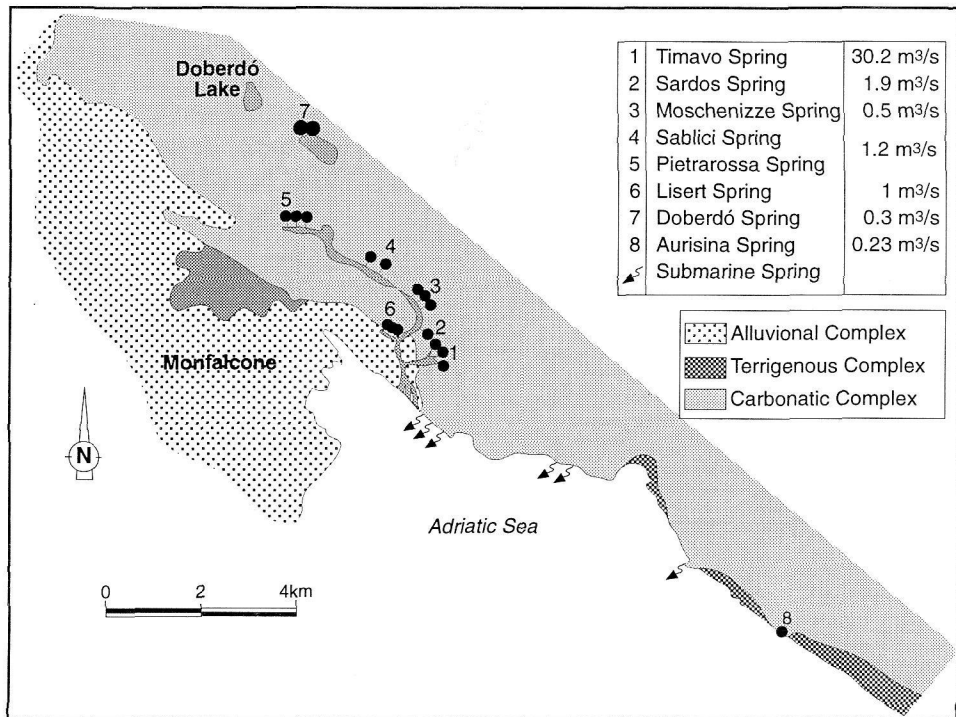 Doberdó
Lake
7
5
4
3
6
2
1
Monfalcone
N
Adriatic Sea
0 2 4km
8
1 Timavo Spring 30.2 m³/s
2 Sardos Spring 1.9 m³/s
3 Moschenizze Spring 0.5 m³/s
4 Sablici Spring
1.2 m³/s
5 Pietrarossa Spring
6 Lisert Spring 1 m³/s
7 Doberdó Spring 0.3 m³/s
8 Aurisina Spring 0.23 m³/s
Submarine Spring
Alluvional Complex
Terrigenous Complex
Carbonatic Complex